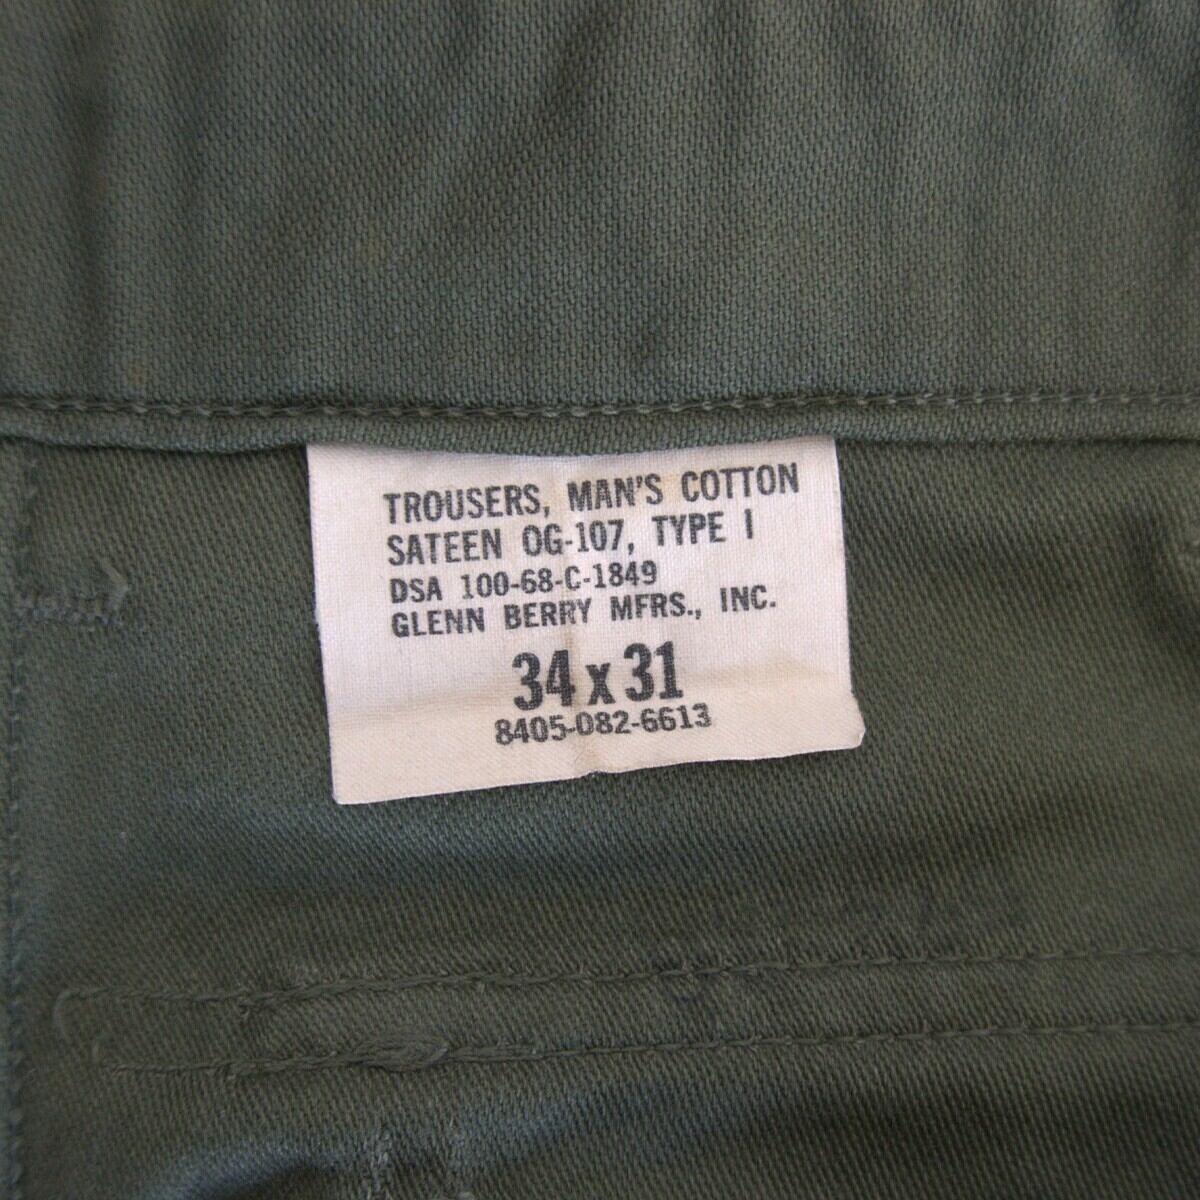 TROUSERS, MAN'S COTTON
SATEEN OG-107, TYPE I
DSA 100-68-C-1849
GLENN BERRY MFRS., INC.
34 x 31
8405-082-6613